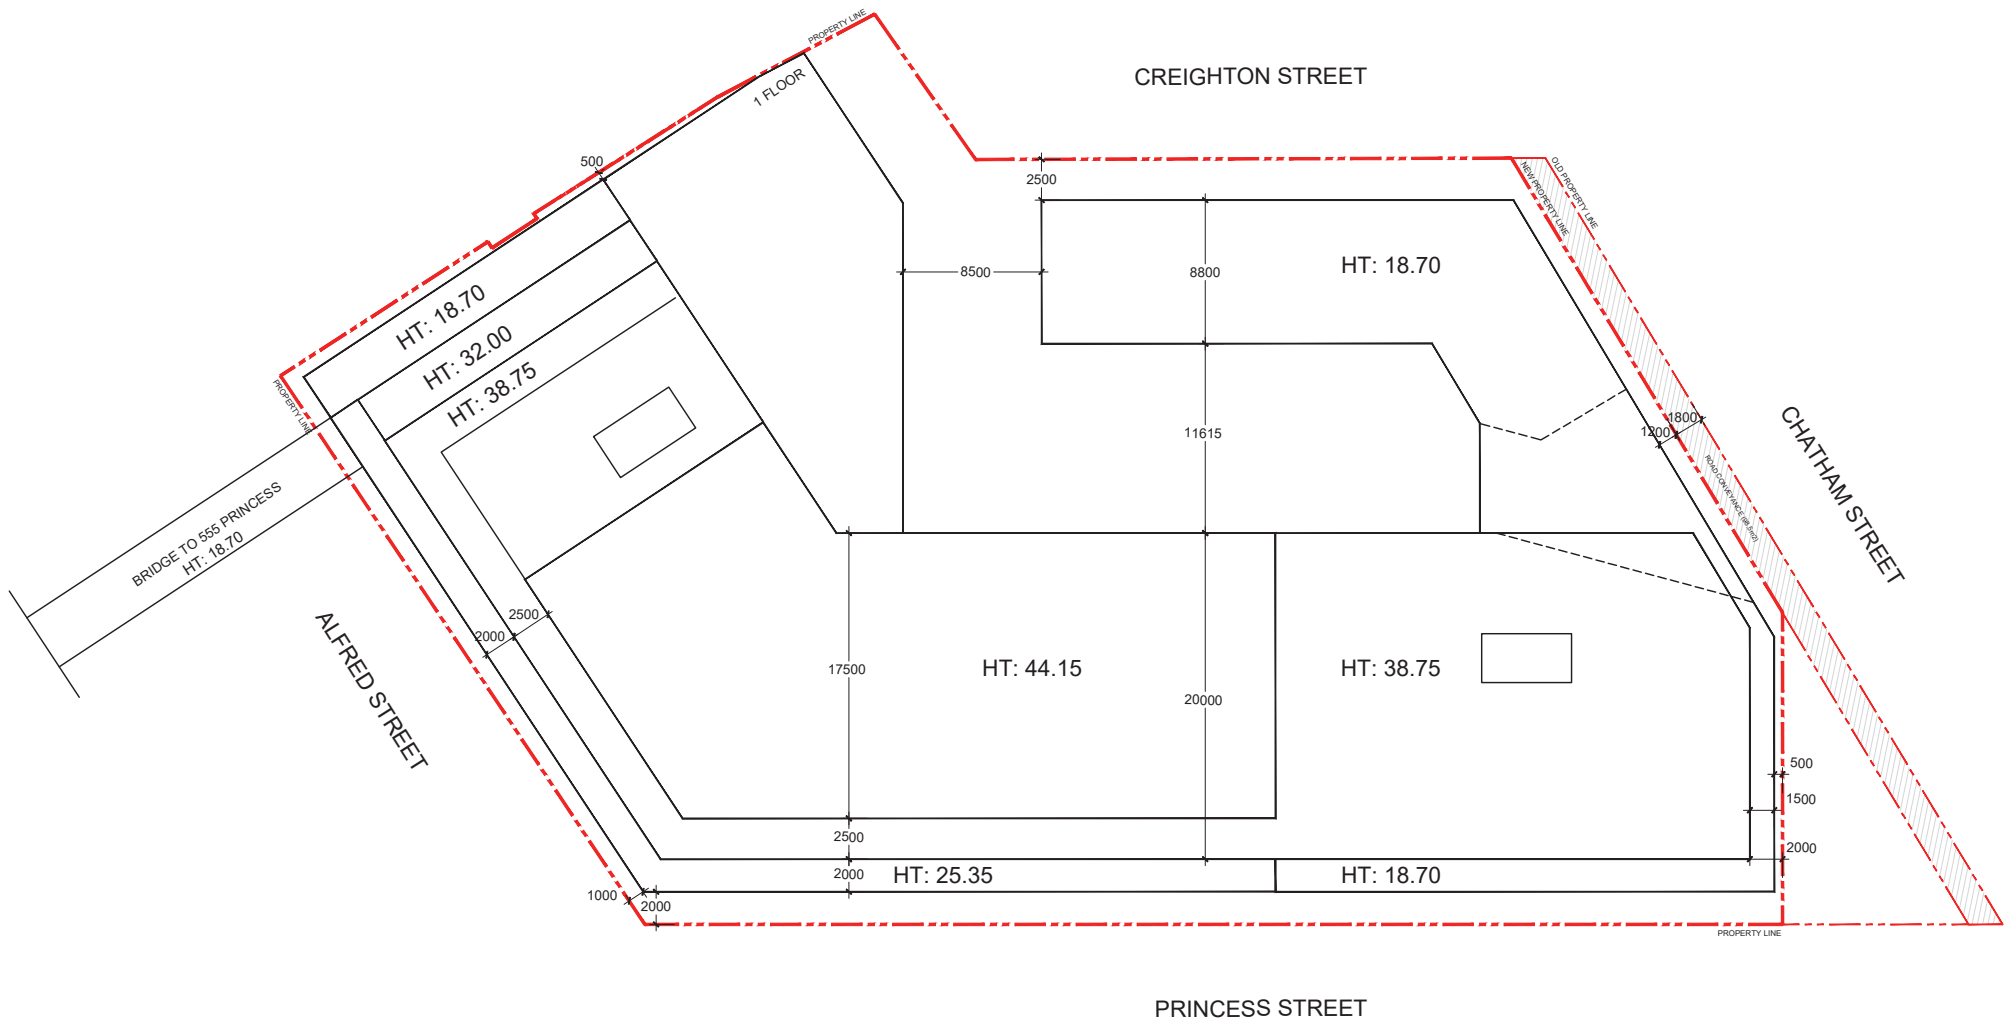 PROPERTY LINE
1 FLOOR
CREIGHTON STREET
500
2500
OLD PROPERTY LINE
NEW PROPERTY LINE
8500
8800
HT: 18.70
HT: 18.70
HT: 32.00
HT: 38.75
PROPERTY LINE
11615
1800
1200
ROAD CONVEYANCE
CHATHAM STREET
BRIDGE TO 555 PRINCESS
HT: 18.70
ALFRED STREET
2500
2000
17500
HT: 44.15
20000
HT: 38.75
500
1500
2000
2500
2000
HT: 25.35
HT: 18.70
1000
2000
PROPERTY LINE
PRINCESS STREET